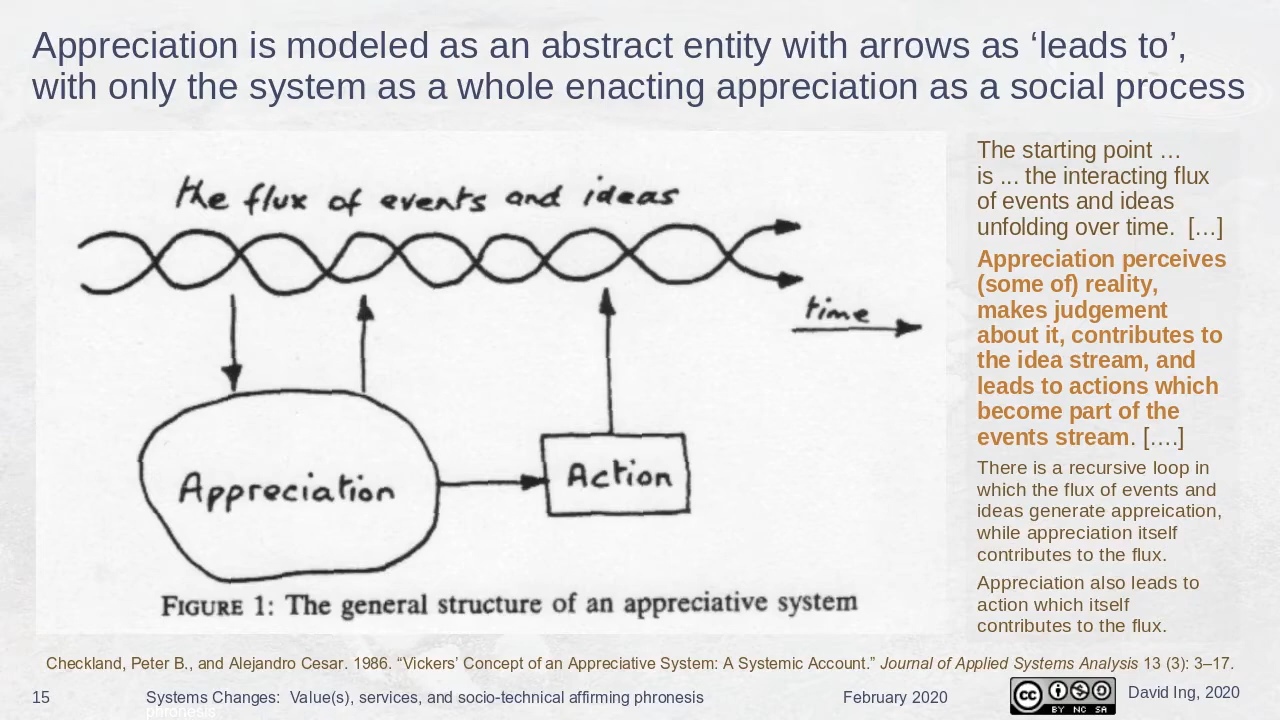 Appreciation is modeled as an abstract entity with arrows as ‘leads to’,
with only the system as a whole enacting appreciation as a social process
the flux of events and ideas
time
Appreciation
Action
FIGURE 1: The general structure of an appreciative system
The starting point …
is ... the interacting flux
of events and ideas
unfolding over time. […]
Appreciation perceives
(some of) reality,
makes judgement
about it, contributes to
the idea stream, and
leads to actions which
become part of the
events stream. [….]
There is a recursive loop in
which the flux of events and
ideas generate appreication,
while appreciation itself
contributes to the flux.
Appreciation also leads to
action which itself
contributes to the flux.
Checkland, Peter B., and Alejandro Cesar. 1986. “Vickers’ Concept of an Appreciative System: A Systemic Account.” Journal of Applied Systems Analysis 13 (3): 3–17.
15
Systems Changes: Value(s), services, and socio-technical affirming phronesis
phronesis
February 2020
cc
BY NC SA
David Ing, 2020